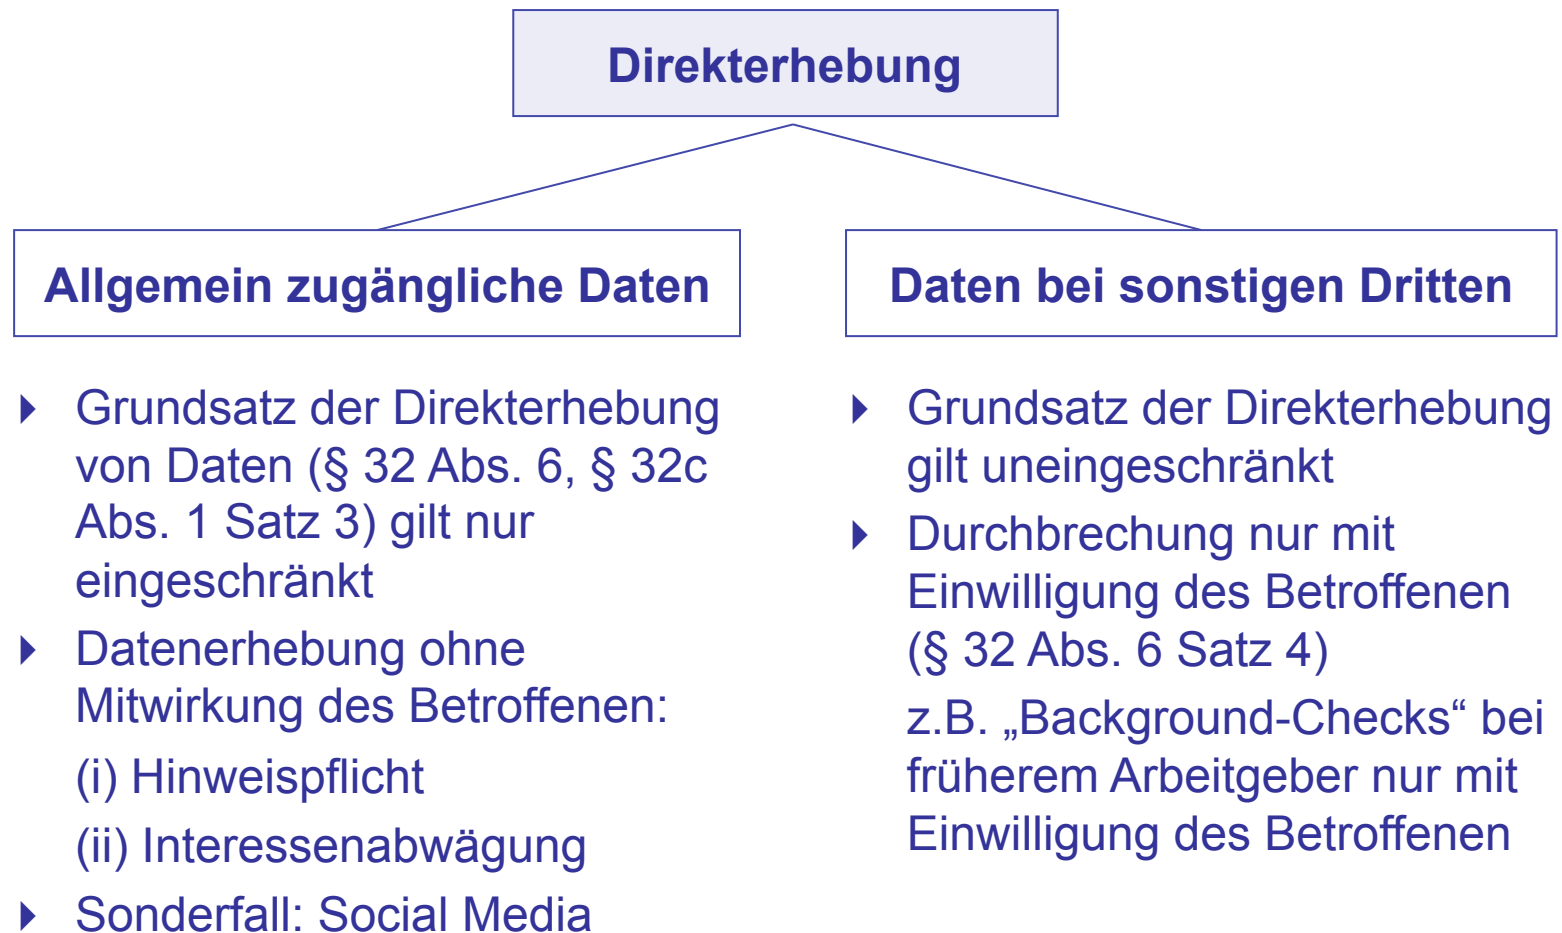 Direkterhebung
Allgemein zugängliche Daten
Grundsatz der Direkterhebung
von Daten (§ 32 Abs. 6, § 32c
Abs. 1 Satz 3) gilt nur
eingeschränkt
Datenerhebung ohne
Mitwirkung des Betroffenen:
(i) Hinweispflicht
(ii) Interessenabwägung
Sonderfall: Social Media
Daten bei sonstigen Dritten
Grundsatz der Direkterhebung
gilt uneingeschränkt
Durchbrechung nur mit
Einwilligung des Betroffenen
(§ 32 Abs. 6 Satz 4)
z.B. „Background-Checks“ bei
früherem Arbeitgeber nur mit
Einwilligung des Betroffenen